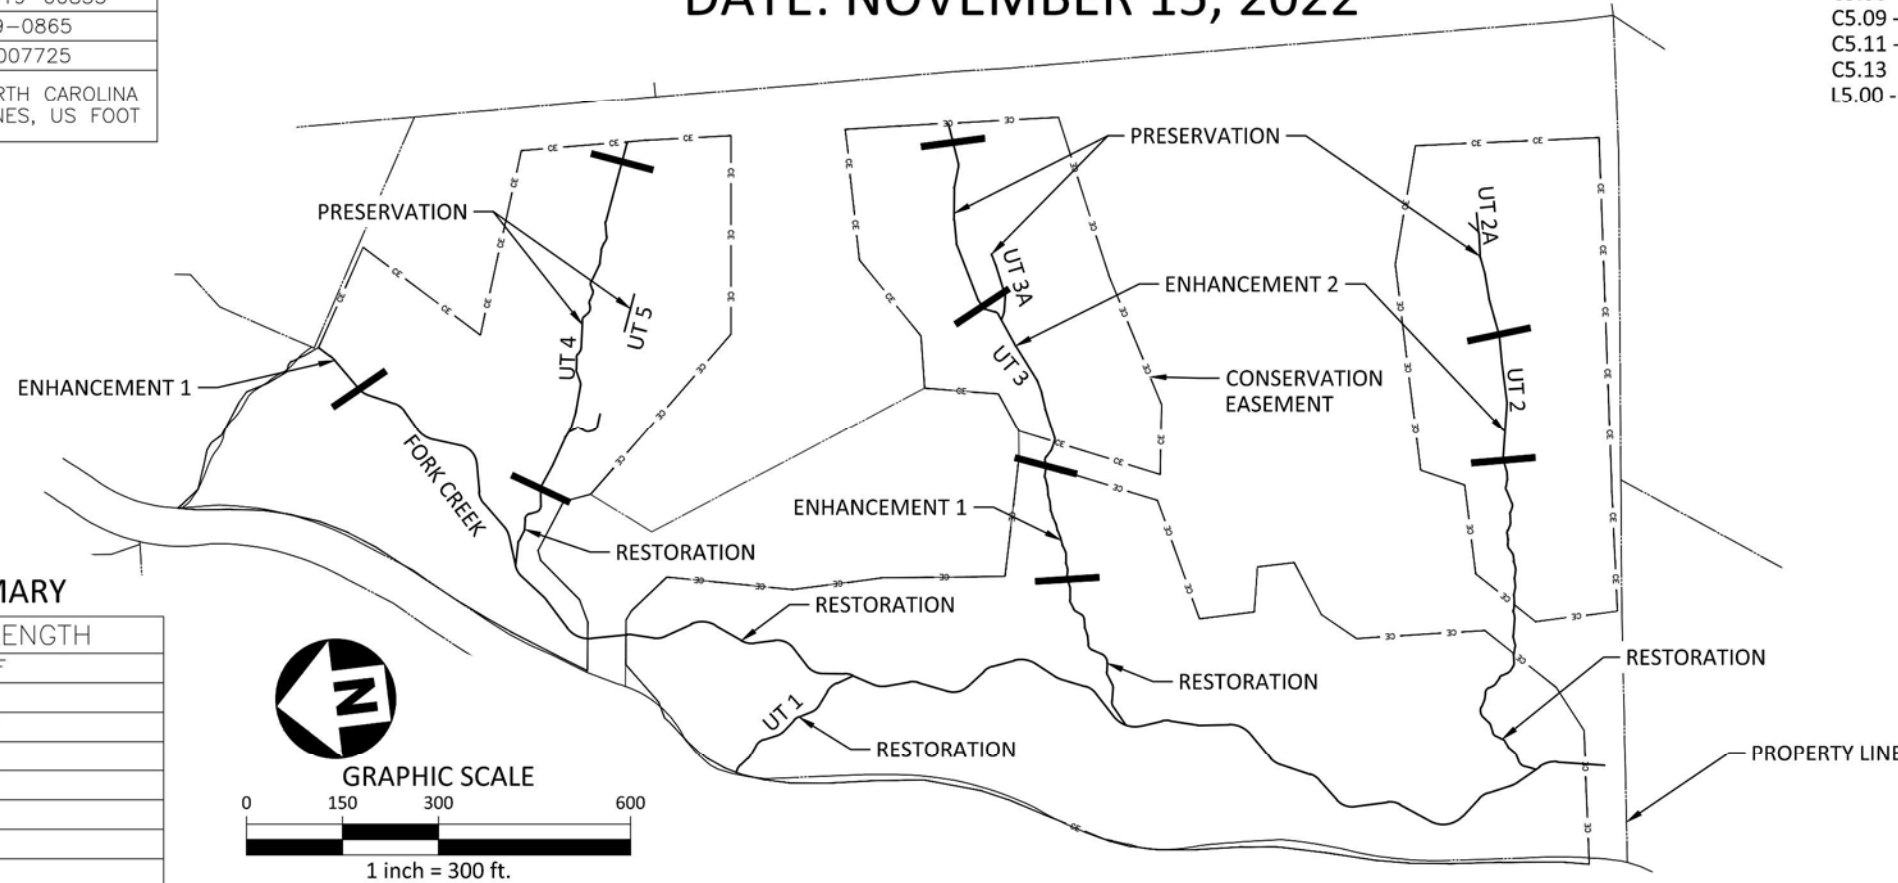 DATE: NOVEMBER 15, 2022
9-0865
007725
RTH CAROLINA
NES, US FOOT
C5.09 -
C5.11 -
C5.13
L5.00 -
PRESERVATION
PRESERVATION
UT 2A
ENHANCEMENT 2
UT 3A
UT 5
UT 4
UT 3
UT 2
ENHANCEMENT 1
CONSERVATION
EASEMENT
FORK CREEK
ENHANCEMENT 1
RESTORATION
RESTORATION
RESTORATION
RESTORATION
UT 1
RESTORATION
PROPERTY LINE
MARY
ENGTH
N
GRAPHIC SCALE
0 150 300 600
1 inch = 300 ft.
CE